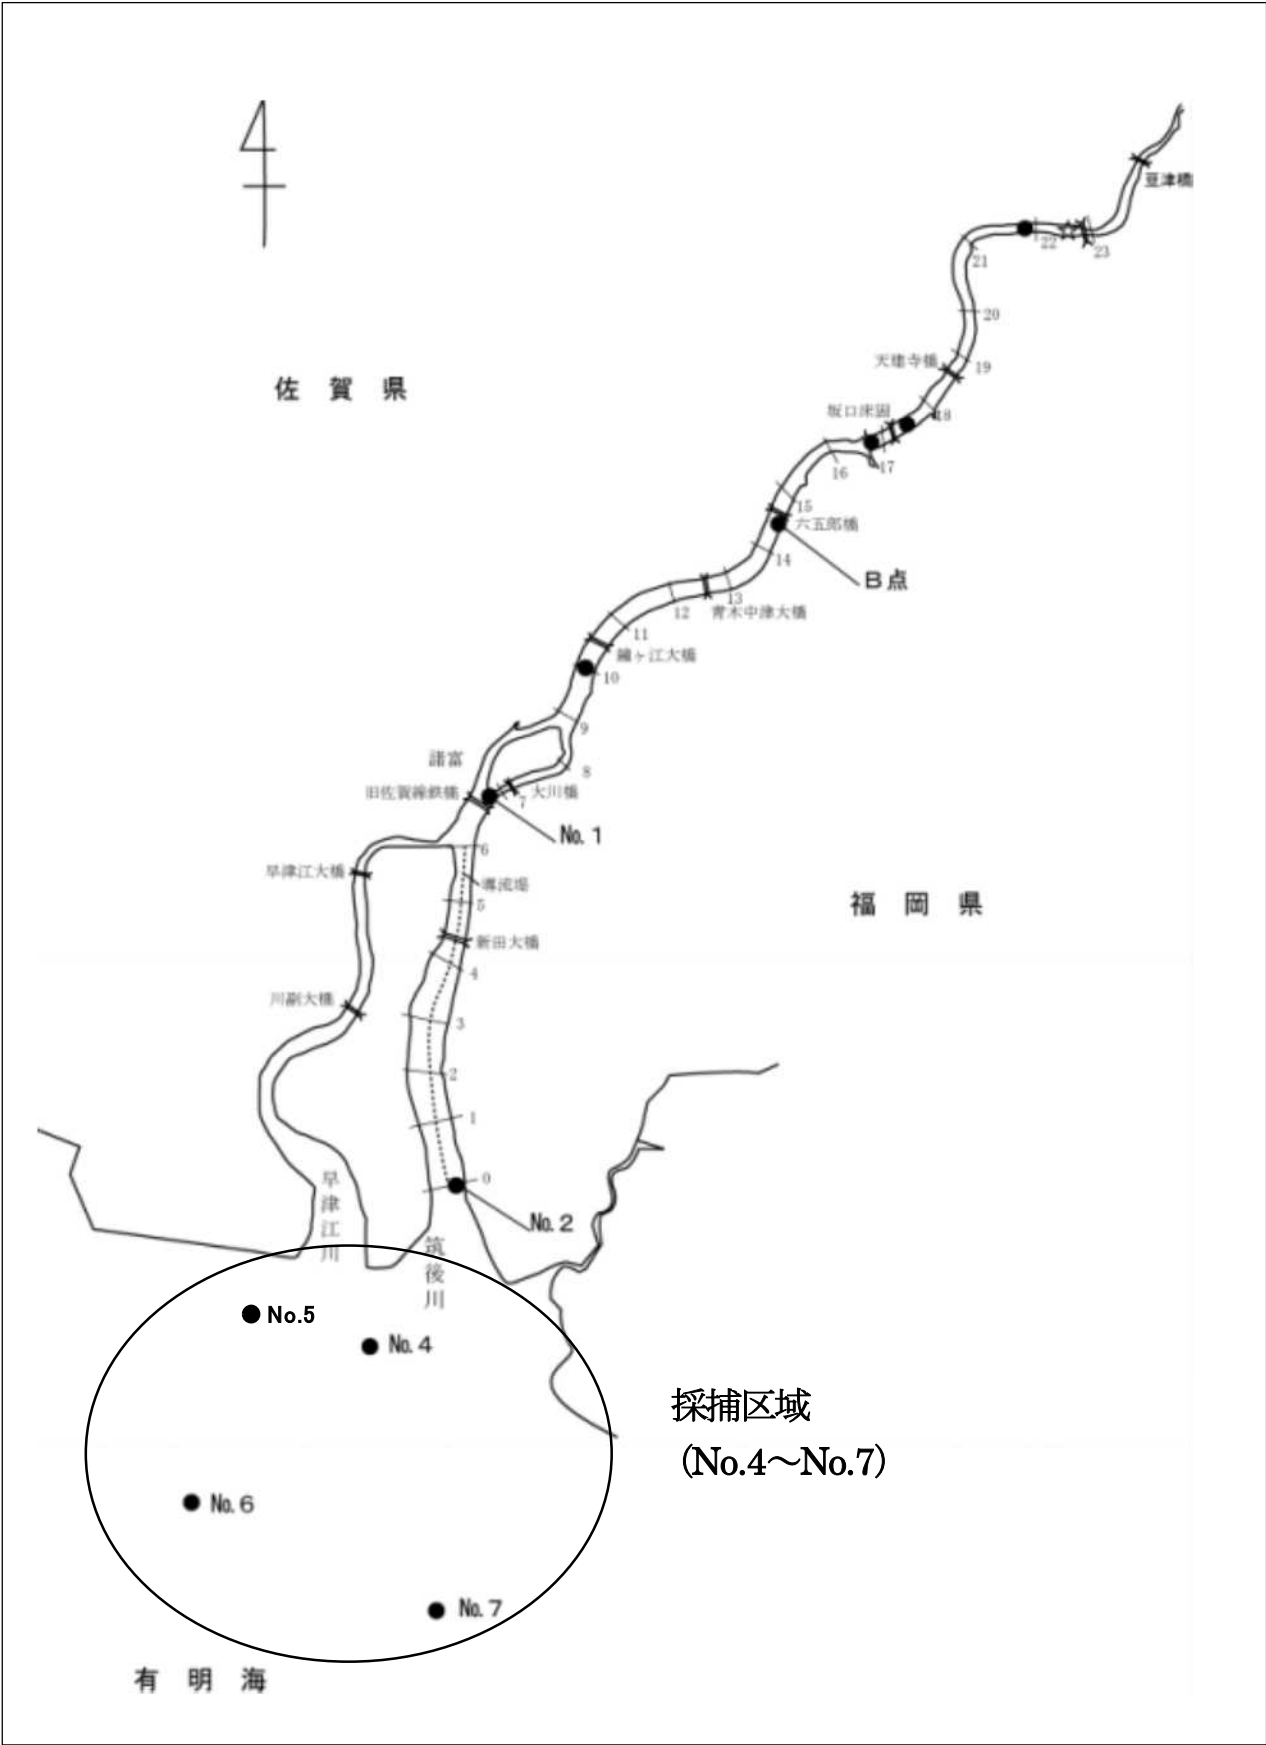 豆津橋
22
23
21
20
天建寺橋
19
佐賀県
坂口床固
18
17
16
15
六五郎橋
14
B点
13
12
青木中津大橋
11
鐘ヶ江大橋
10
9
諸富
8
旧佐賀線鉄橋
7
大川橋
No.1
6
早津江大橋
導流堤
福岡県
5
新田大橋
4
川副大橋
3
2
1
0
早津江川
No.2
筑後川
No.5
No.4
採捕区域
(No.4~No.7)
No.6
No.7
有明海